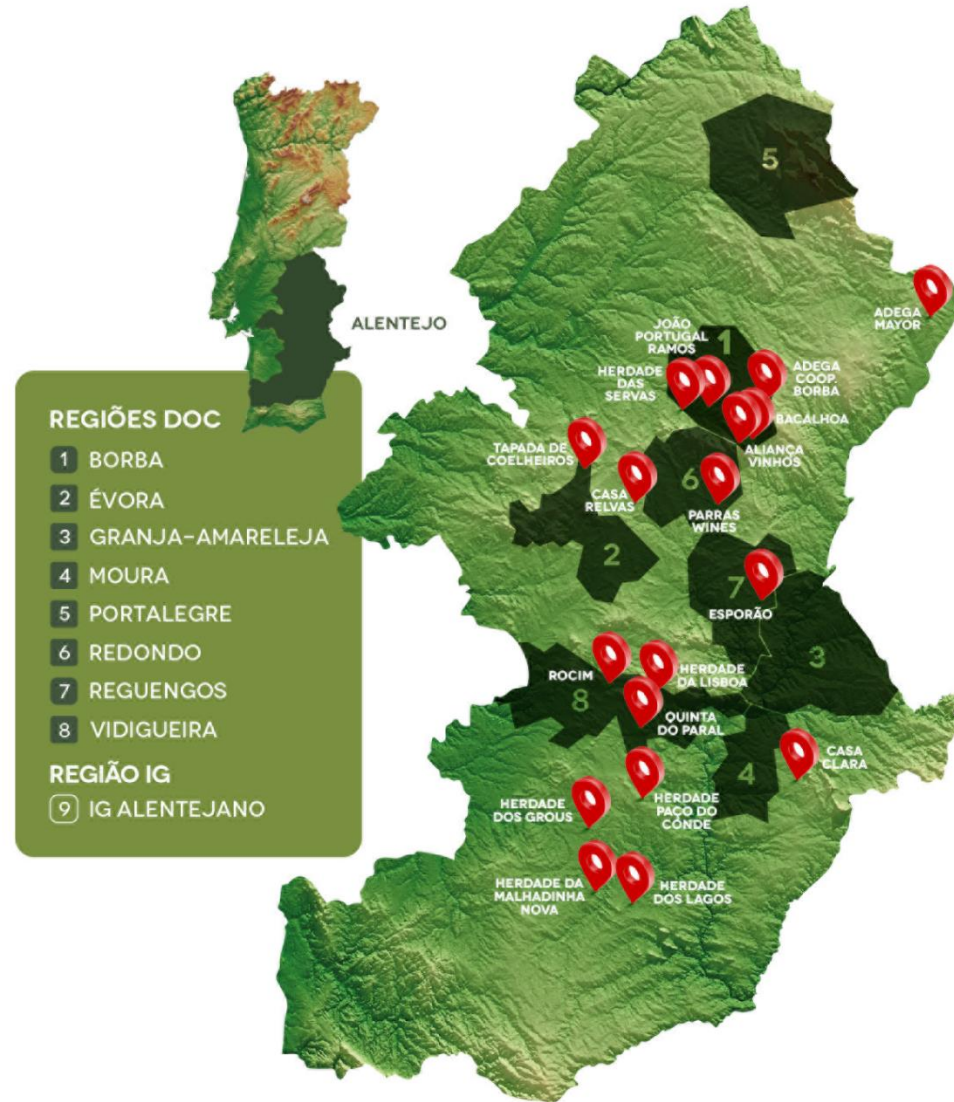 ALENTEJO
REGIÕES DOC
1 BORBA
2 ÉVORA
3 GRANJA-AMARELEJA
4 MOURA
5 PORTALEGRE
6 REDONDO
7 REGUENGOS
8 VIDIGUEIRA
REGIÃO IG
9 IG ALENTEJANO
5
ADEGA
MAYOR
JOÃO
PORTUGAL
RAMOS
1
HERDADE
DAS
SERVAS
ADEGA
COOP.
BORBA
BACALHOA
ALIANÇA
VINHOS
TAPADA DE
COELHEIROS
CASA
RELVAS
6
PARRAS
WINES
2
7
ESPORÃO
3
ROCIM
HERDADE
DA LISBOA
8
QUINTA
DO PARAL
CASA
CLARA
4
HERDADE
PAÇO DO
CONDE
HERDADE
DOS GROUS
HERDADE DA
MALHADINHA
NOVA
HERDADE
DOS LAGOS